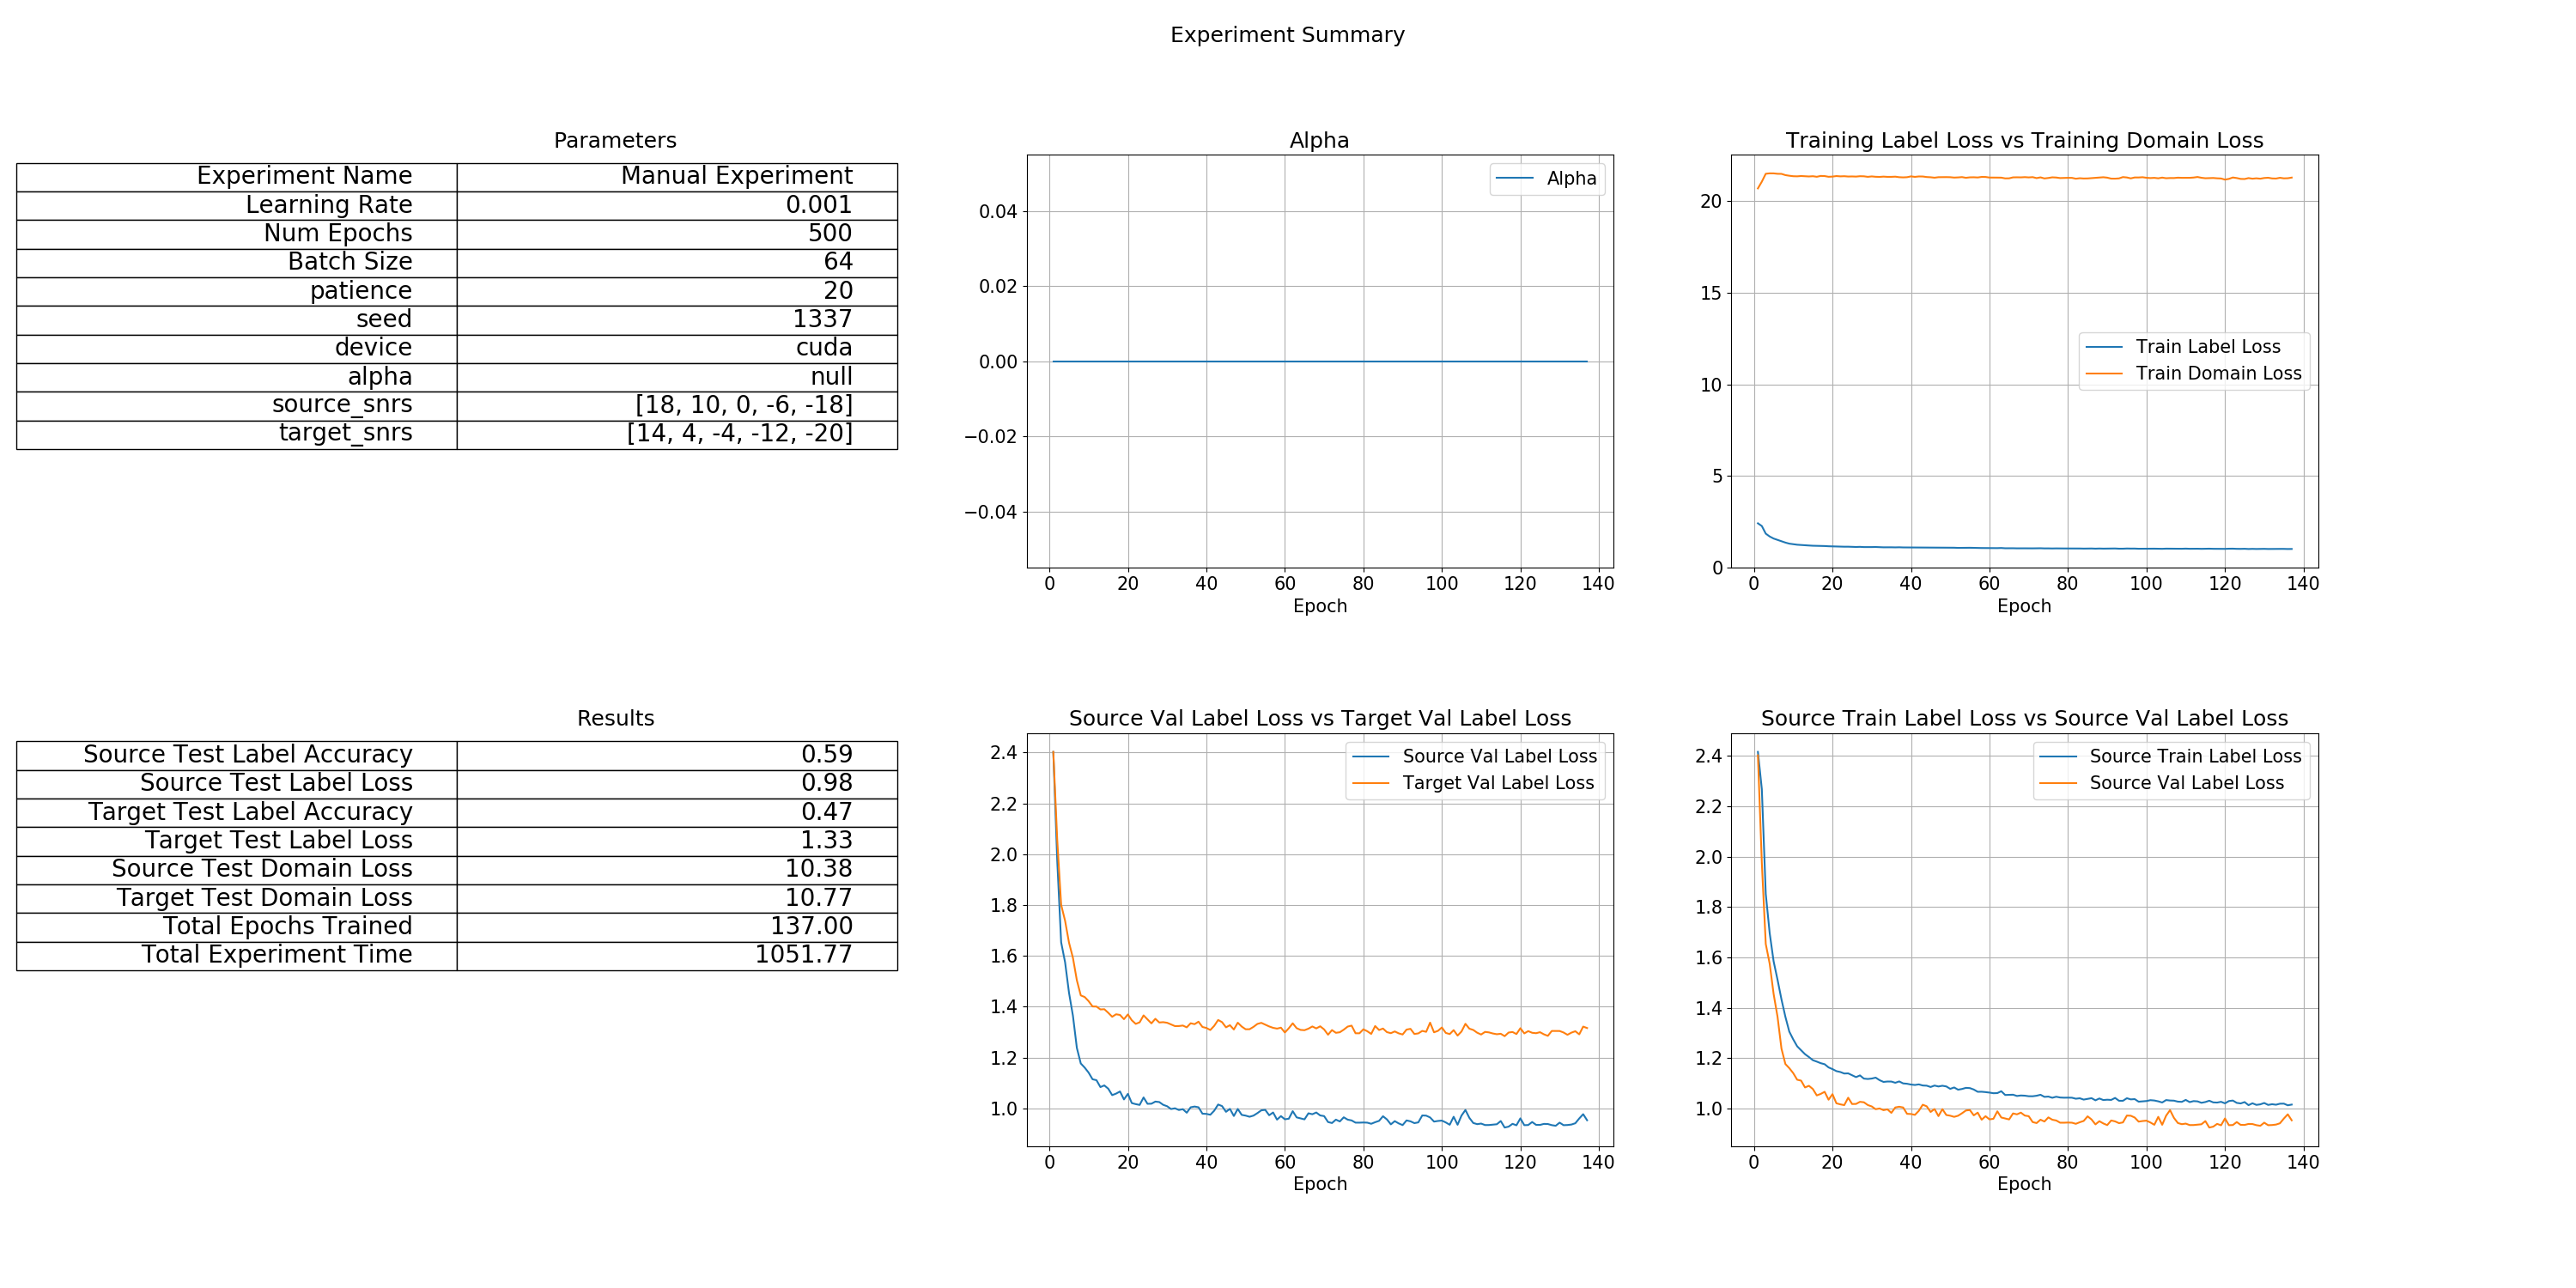 Experiment Summary
Parameters
Experiment Name Manual Experiment
Learning Rate 0.001
Num Epochs 500
Batch Size 64
patience 20
seed 1337
device cuda
alpha null
source_snrs [18, 10, 0, -6, -18]
target_snrs [14, 4, -4, -12, -20]
Alpha
Alpha
0.04
0.02
0.00
−0.02
−0.04
0 20 40 60 80 100 120 140
Epoch
Training Label Loss vs Training Domain Loss
20
15
10
5
0
Train Label Loss
Train Domain Loss
0 20 40 60 80 100 120 140
Epoch
Results
Source Test Label Accuracy 0.59
Source Test Label Loss 0.98
Target Test Label Accuracy 0.47
Target Test Label Loss 1.33
Source Test Domain Loss 10.38
Target Test Domain Loss 10.77
Total Epochs Trained 137.00
Total Experiment Time 1051.77
Source Val Label Loss vs Target Val Label Loss
Source Val Label Loss
Target Val Label Loss
2.4
2.2
2.0
1.8
1.6
1.4
1.2
1.0
0 20 40 60 80 100 120 140
Epoch
Source Train Label Loss vs Source Val Label Loss
Source Train Label Loss
Source Val Label Loss
2.4
2.2
2.0
1.8
1.6
1.4
1.2
1.0
0 20 40 60 80 100 120 140
Epoch